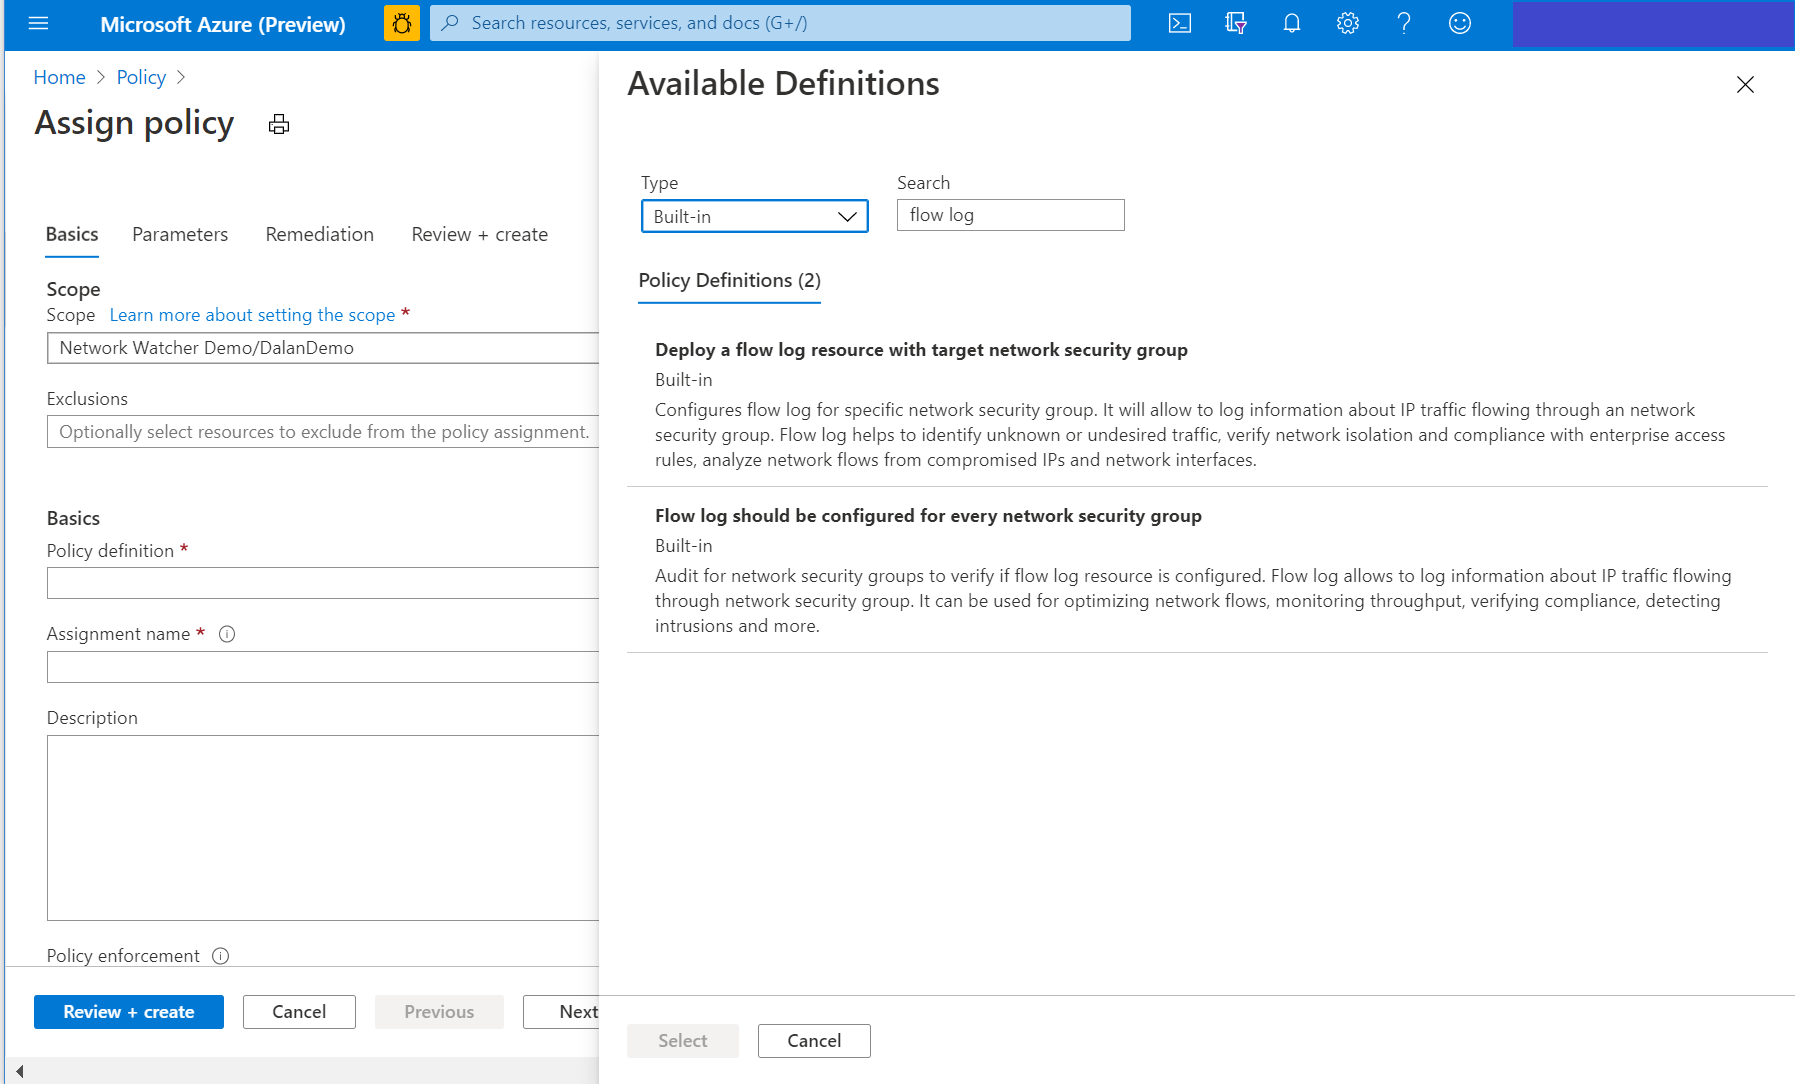 Microsoft Azure (Preview)
Search resources, services, and docs (G+/)
Home > Policy >
Assign policy
Basics
Parameters
Remediation
Review + create
Scope
Scope Learn more about setting the scope *
Network Watcher Demo/DalanDemo
Exclusions
Optionally select resources to exclude from the policy assignment.
Basics
Policy definition *
Assignment name *
Description
Policy enforcement
Review + create
Cancel
Previous
Next
Available Definitions
Type
Built-in
Search
flow log
Policy Definitions (2)
Deploy a flow log resource with target network security group
Built-in
Configures flow log for specific network security group. It will allow to log information about IP traffic flowing through an network
security group. Flow log helps to identify unknown or undesired traffic, verify network isolation and compliance with enterprise access
rules, analyze network flows from compromised IPs and network interfaces.
Flow log should be configured for every network security group
Built-in
Audit for network security groups to verify if flow log resource is configured. Flow log allows to log information about IP traffic flowing
through network security group. It can be used for optimizing network flows, monitoring throughput, verifying compliance, detecting
intrusions and more.
Select
Cancel